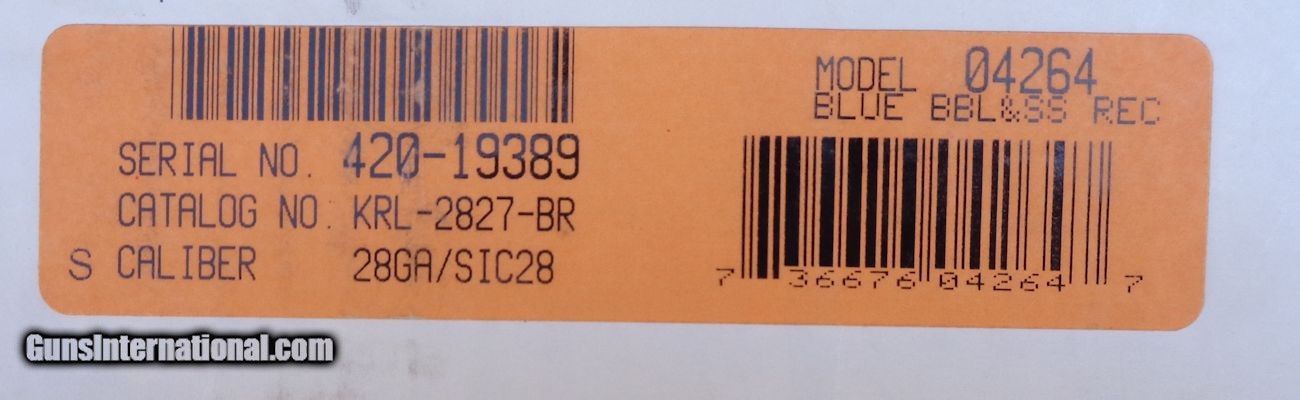 MODEL 04264
BLUE BBL&SS REC
SERIAL NO. 420-19389
CATALOG NO. KRL-2827-BR
S CALIBER 28GA/SIC28
7 36676 04264 7
GunsInternational.com